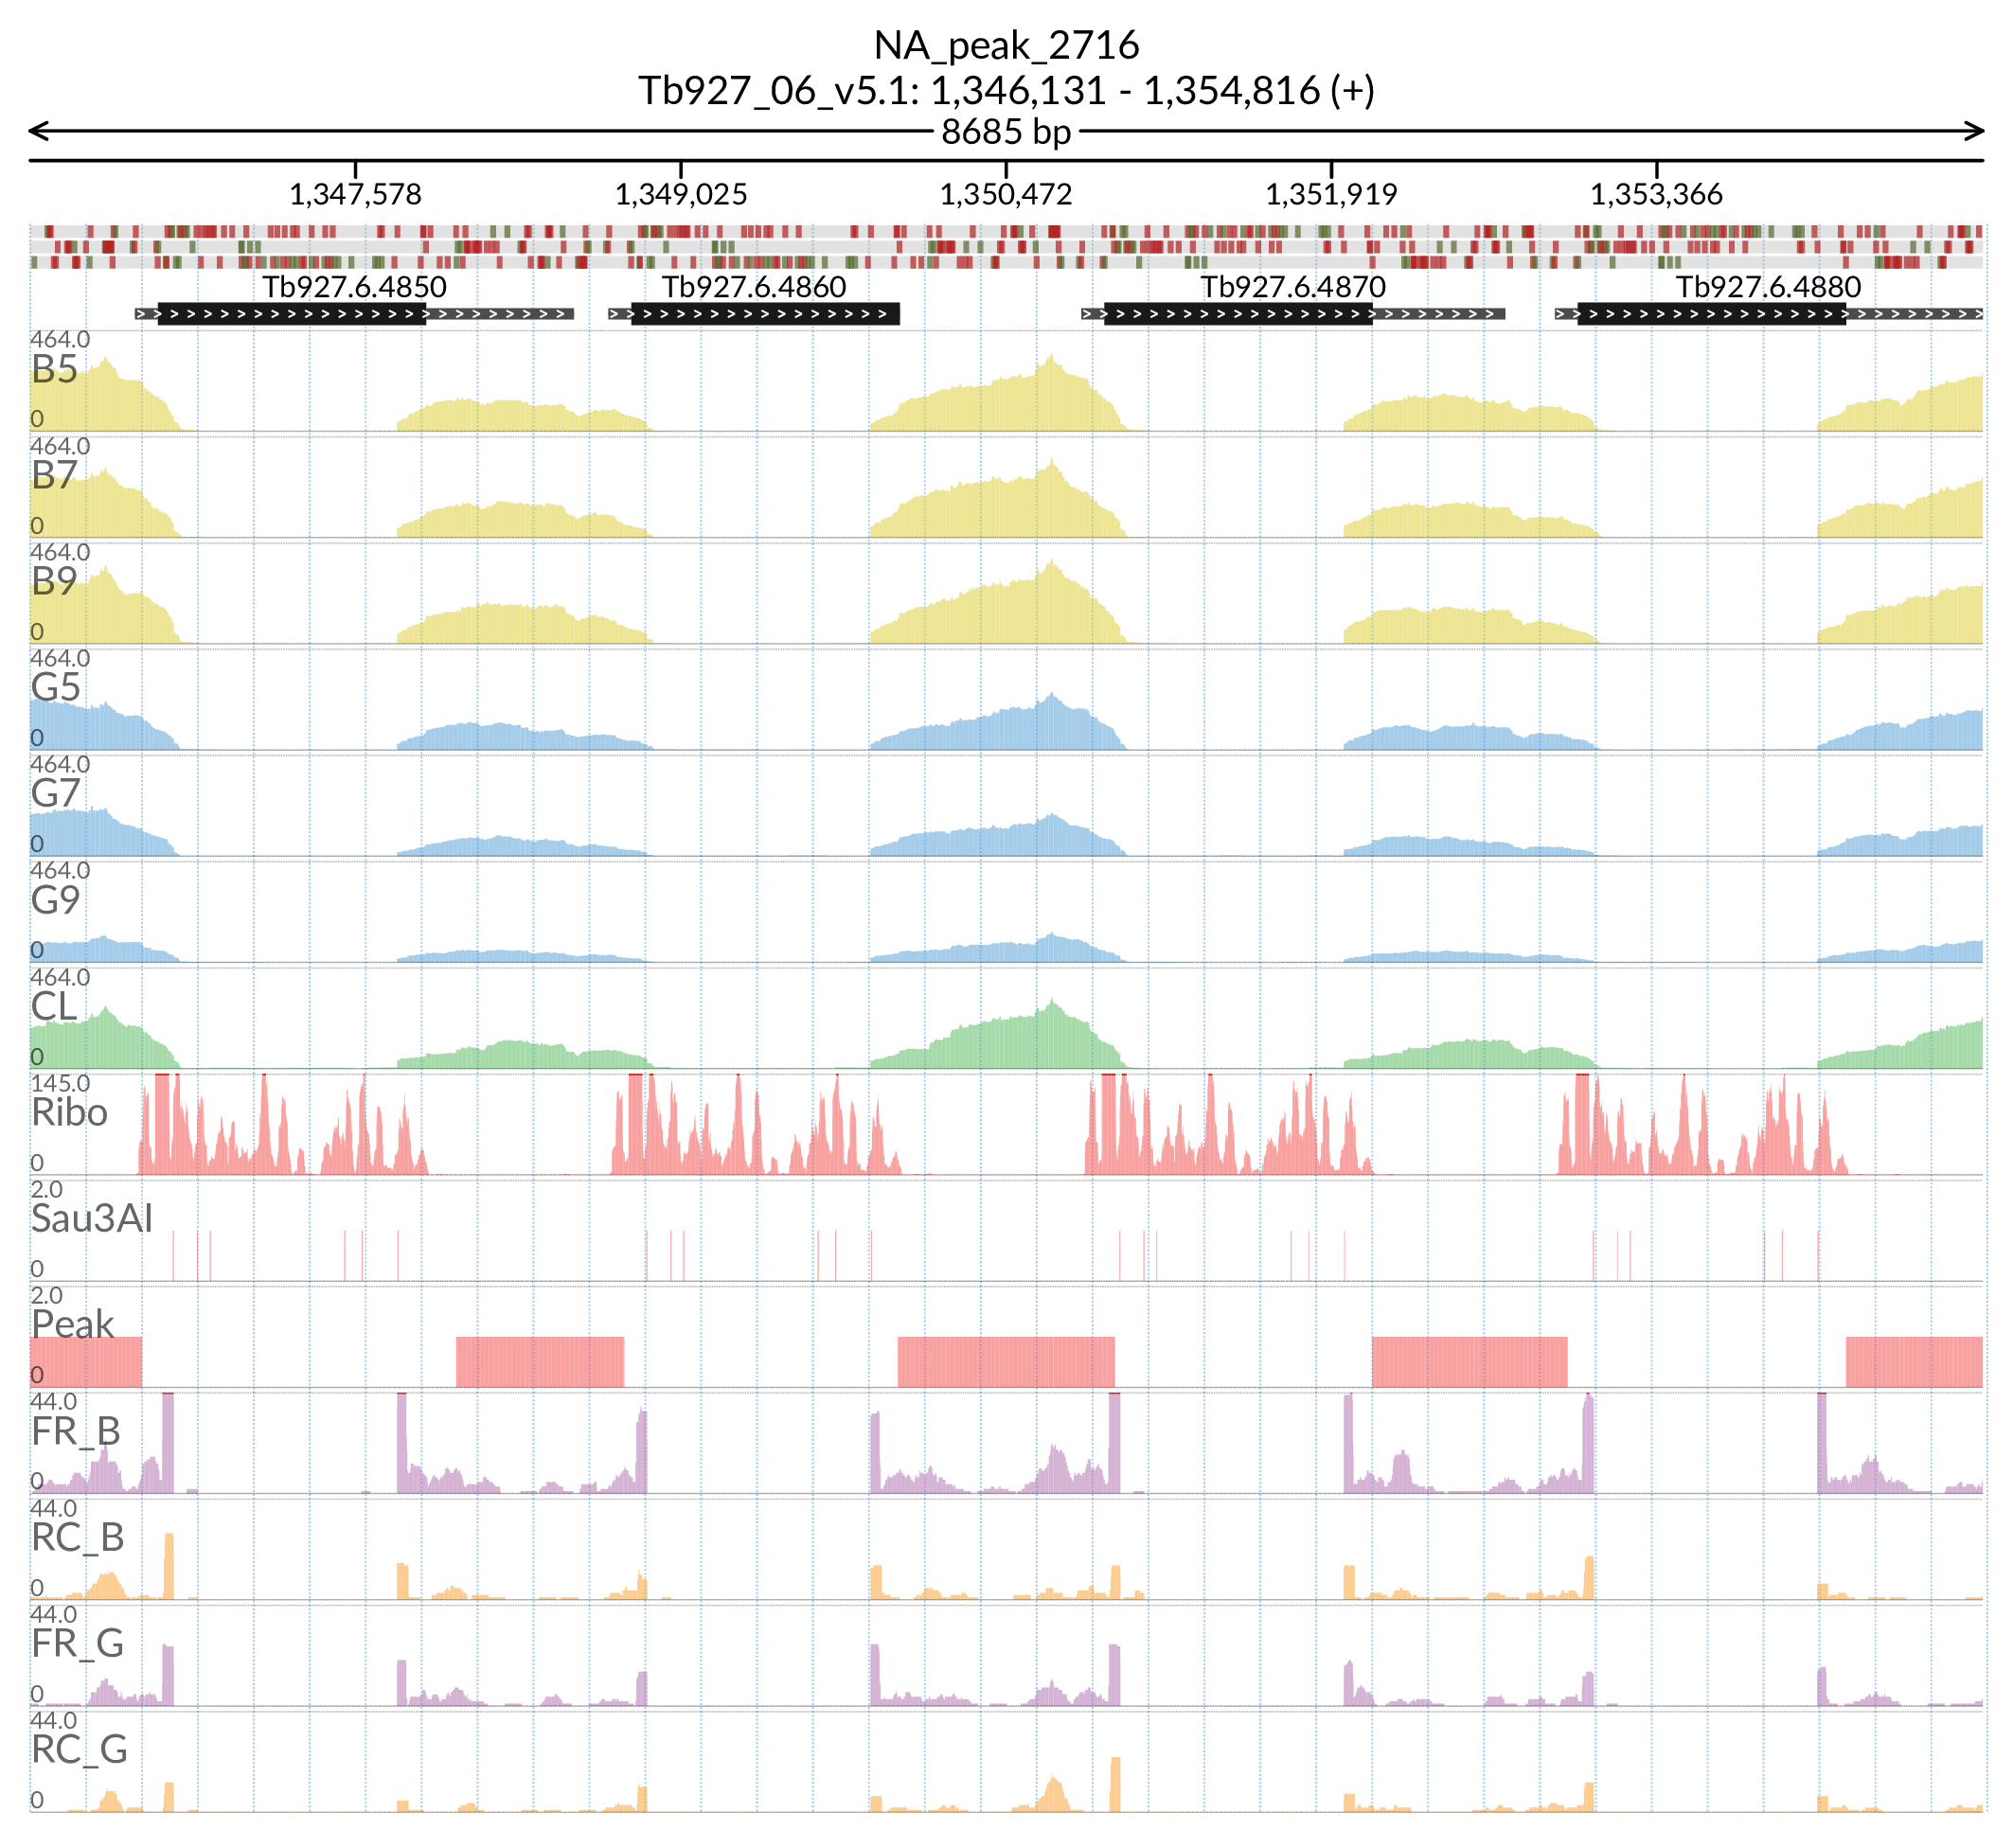 NA_peak_2716
Tb927_06_v5.1: 1,346,131 - 1,354,816 (+)
8685 bp
1,347,578 1,349,025 1,350,472 1,351,919 1,353,366
Tb927.6.4850 Tb927.6.4860 Tb927.6.4870 Tb927.6.4880
464.0
B5
0
464.0
B7
0
464.0
B9
0
464.0
G5
0
464.0
G7
0
464.0
G9
0
464.0
CL
0
145.0
Ribo
0
2.0
Sau3AI
0
2.0
Peak
0
44.0
FR_B
0
44.0
RC_B
0
44.0
FR_G
0
44.0
RC_G
0